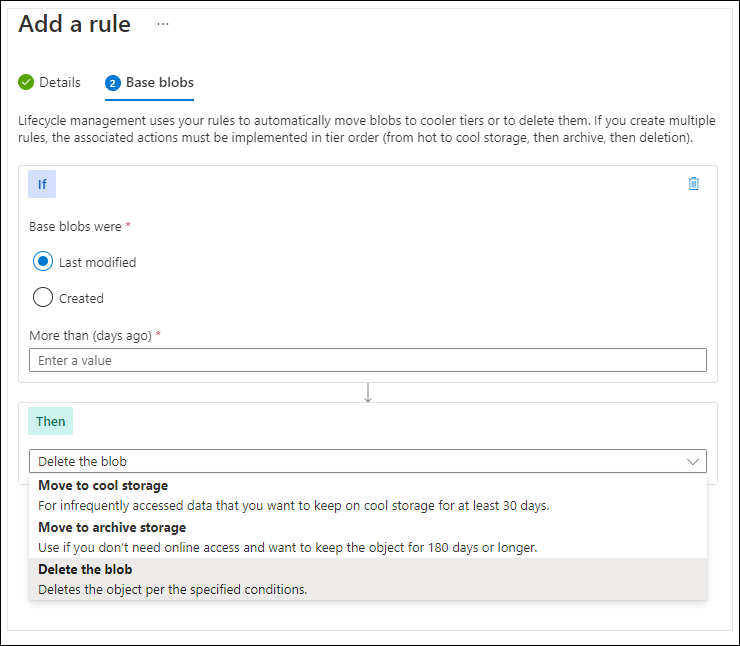 Add a rule ...
Details
2 Base blobs
Lifecycle management uses your rules to automatically move blobs to cooler tiers or to delete them. If you create multiple
rules, the associated actions must be implemented in tier order (from hot to cool storage, then archive, then deletion).
If
Base blobs were *
Last modified
Created
More than (days ago) *
Enter a value
Then
Delete the blob
Move to cool storage
For infrequently accessed data that you want to keep on cool storage for at least 30 days.
Move to archive storage
Use if you don't need online access and want to keep the object for 180 days or longer.
Delete the blob
Deletes the object per the specified conditions.